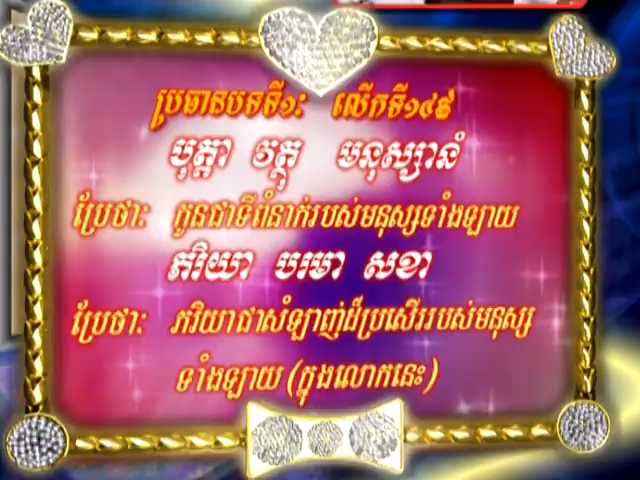 ប្រធានបទទី១៖ លើកទី១៤៩
បុត្តា វត្ថុ មនុស្សានំ
ប្រែថា៖ កូនជាទីពំនាក់របស់មនុស្សទាំងឡាយ
ភរិយា បរមា សខា
ប្រែថា៖ ភរិយាជាសំឡាញ់ដ៏ប្រសើររបស់មនុស្ស
ទាំងឡាយ (ក្នុងលោកនេះ)